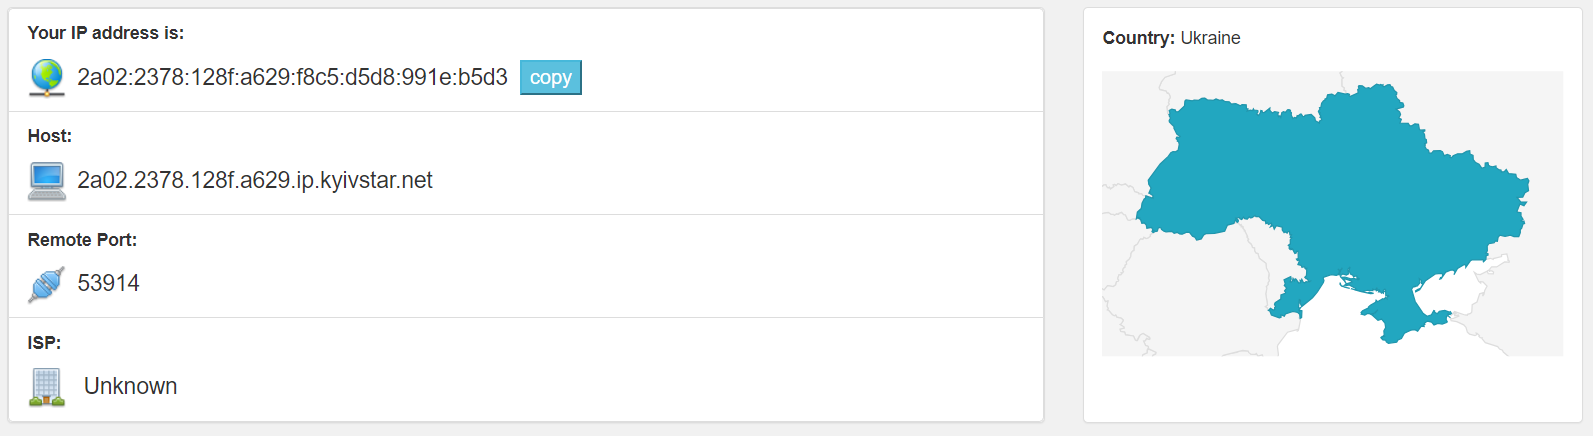 Your IP address is:
2a02:2378:128f:a629:f8c5:d5d8:991e:b5d3 copy
Host:
2a02.2378.128f.a629.ip.kyivstar.net
Remote Port:
53914
ISP:
Unknown
Country: Ukraine